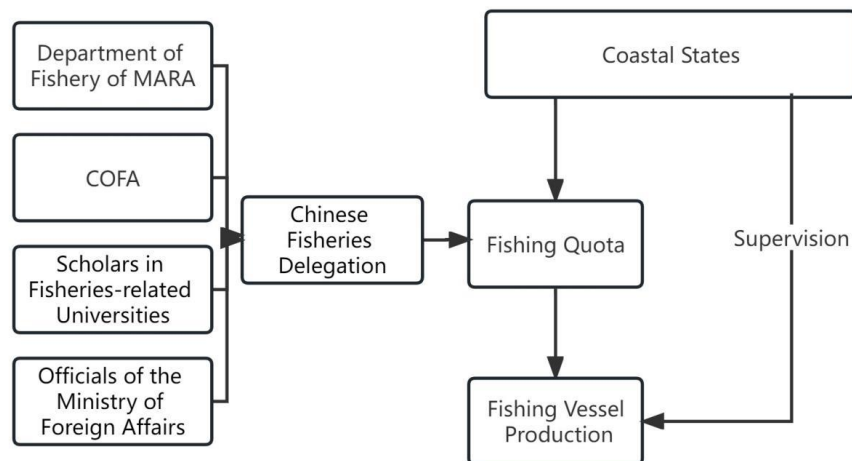 Department of
Fishery of MARA
Coastal States
COFA
Chinese
Fisheries
Delegation
Fishing Quota
Supervision
Scholars in
Fisheries-related
Universities
Officials of the
Ministry of
Foreign Affairs
Fishing Vessel
Production